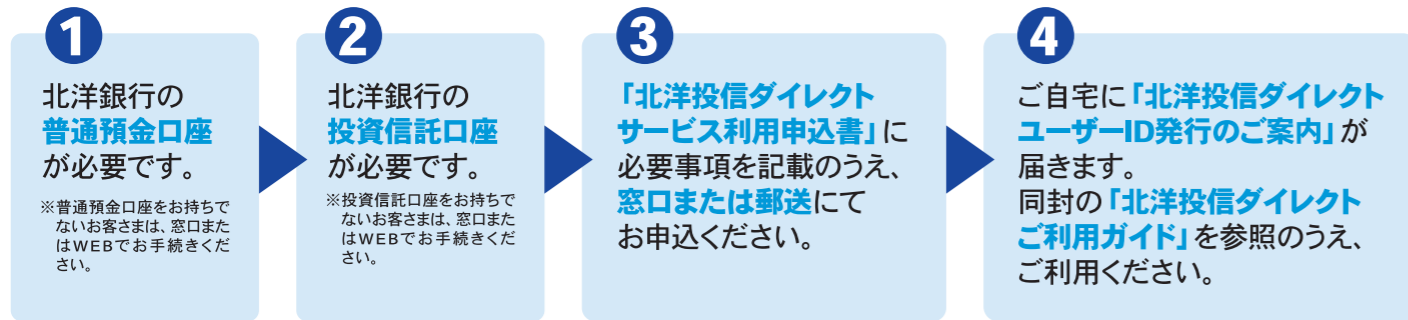 1
北洋銀行の
普通預金口座
が必要です。
※普通預金口座をお持ちで
ないお客さまは、窓口また
はWEBでお手続きくだ
さい。
2
北洋銀行の
投資信託口座
が必要です。
※投資信託口座をお持ちで
ないお客さまは、窓口また
はWEBでお手続きくだ
さい。
3
「北洋投信ダイレクト
サービス利用申込書」に
必要事項を記載のうえ、
窓口または郵送にて
お申込ください。
4
ご自宅に「北洋投信ダイレクト
ユーザーID発行のご案内」が
届きます。
同封の「北洋投信ダイレクト
ご利用ガイド」を参照のうえ、
ご利用ください。